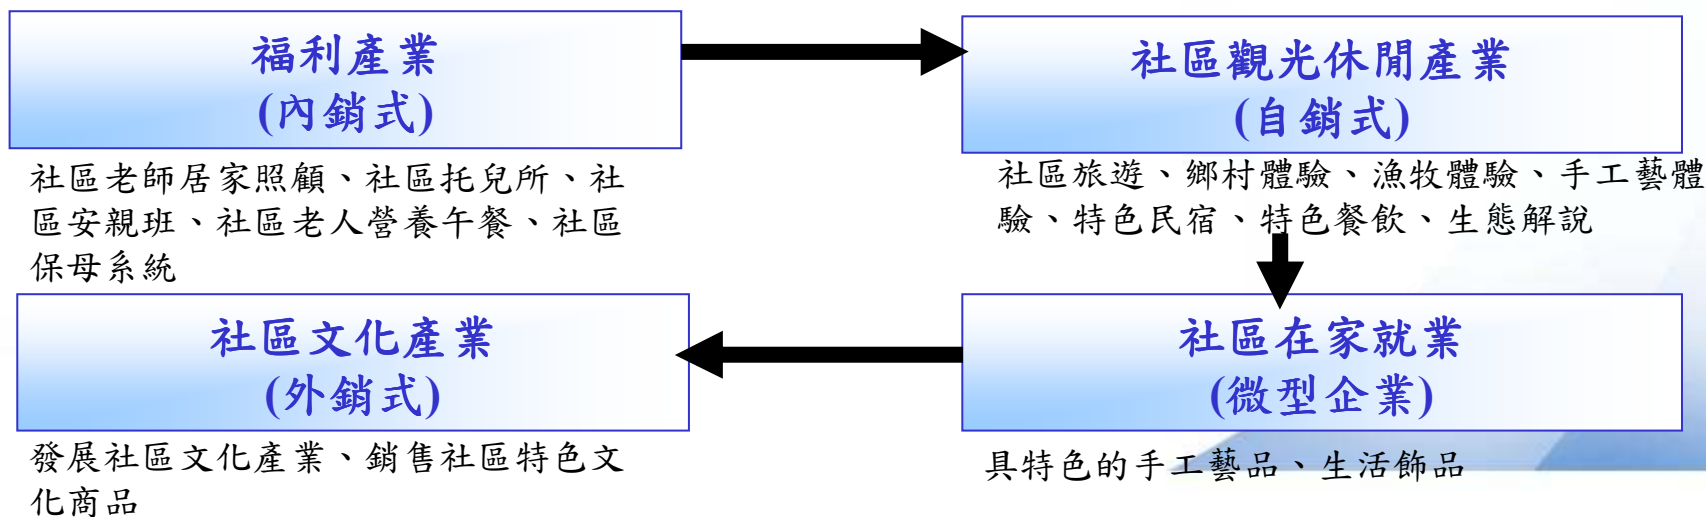 福利產業
(內銷式)
社區老師居家照顧、社區托兒所、社
區安親班、社區老人營養午餐、社區
保母系統
社區觀光休閒產業
(自銷式)
社區旅遊、鄉村體驗、漁牧體驗、手工藝體
驗、特色民宿、特色餐飲、生態解說
社區在家就業
(微型企業)
具特色的手工藝品、生活飾品
社區文化產業
(外銷式)
發展社區文化產業、銷售社區特色文
化商品